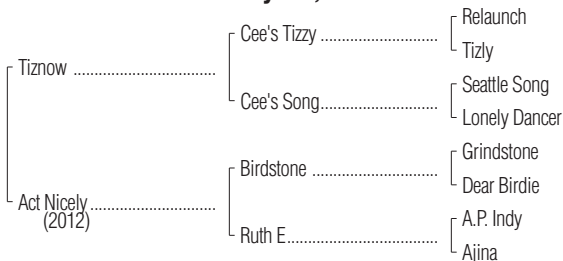 Relaunch
Cee's Tizzy
Tizly
Tiznow
Seattle Song
Cee's Song
Lonely Dancer
Grindstone
Birdstone
Dear Birdie
Act Nicely
(2012)
A.P. Indy
Ruth E
Ajina